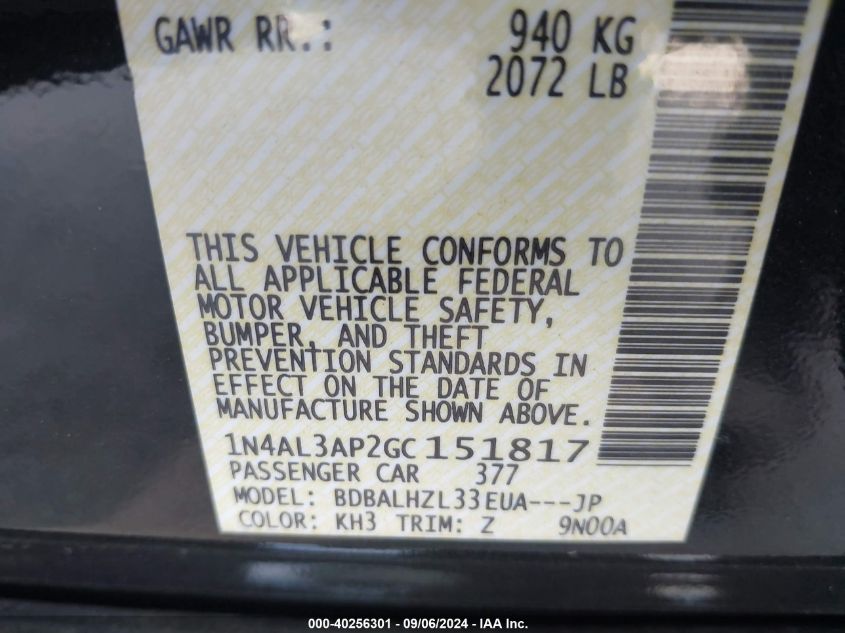 GAWR RR.: 940 KG
2072 LB
THIS VEHICLE CONFORMS TO
ALL APPLICABLE FEDERAL
MOTOR VEHICLE SAFETY,
BUMPER, AND THEFT
PREVENTION STANDARDS IN
EFFECT ON THE DATE OF
MANUFACTURE SHOWN ABOVE.
1N4AL3AP2GC151817
PASSENGER CAR 377
MODEL: BDBALHZL33EUA---JP
COLOR: KH3 TRIM: Z 9N00A
000-40256301 - 09/06/2024 - IAA Inc.